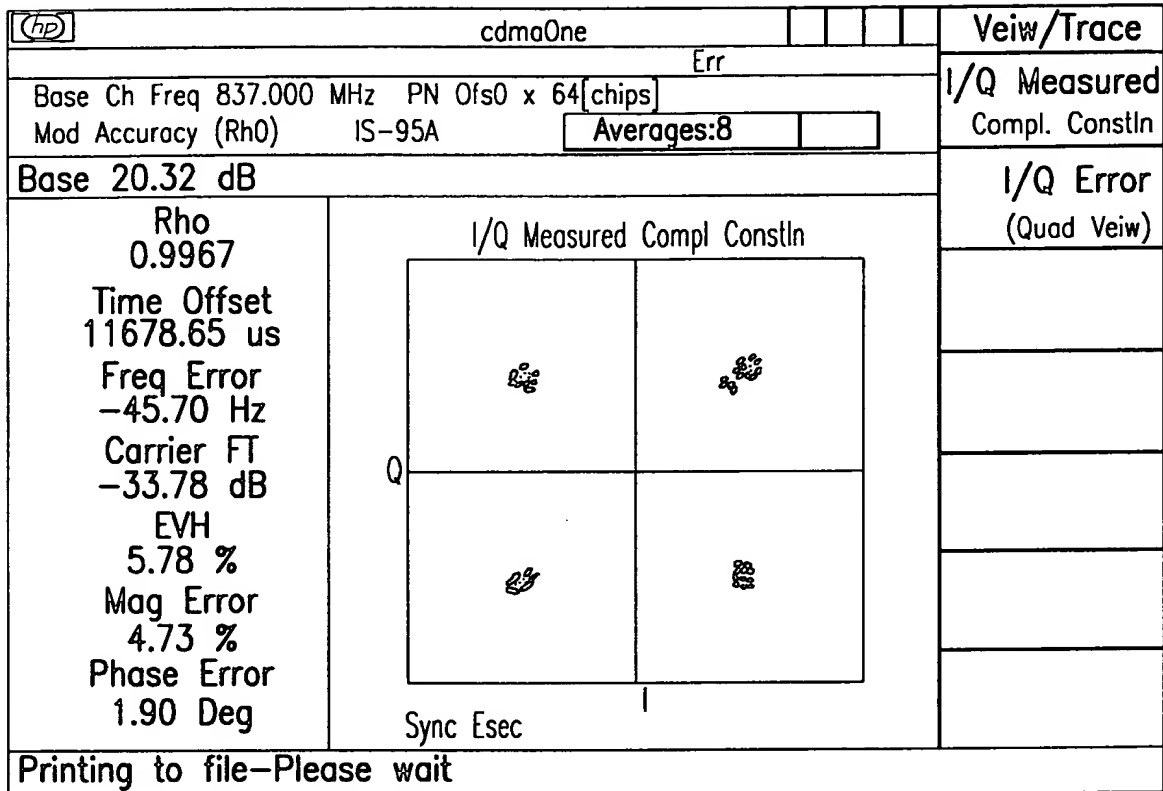 hp
cdmaOne
Err
Base Ch Freq 837.000 MHz PN Ofs0 x 64[chips]
Mod Accuracy (Rh0) IS-95A Averages:8
Base 20.32 dB
Rho
0.9967
Time Offset
11678.65 us
Freq Error
-45.70 Hz
Carrier FT
-33.78 dB
EVH
5.78 %
Mag Error
4.73 %
Phase Error
1.90 Deg
I/Q Measured Compl Constln
Q
I
Sync Esec
Printing to file-Please wait
Veiw/Trace
I/Q Measured
Compl. Constln
I/Q Error
(Quad Veiw)